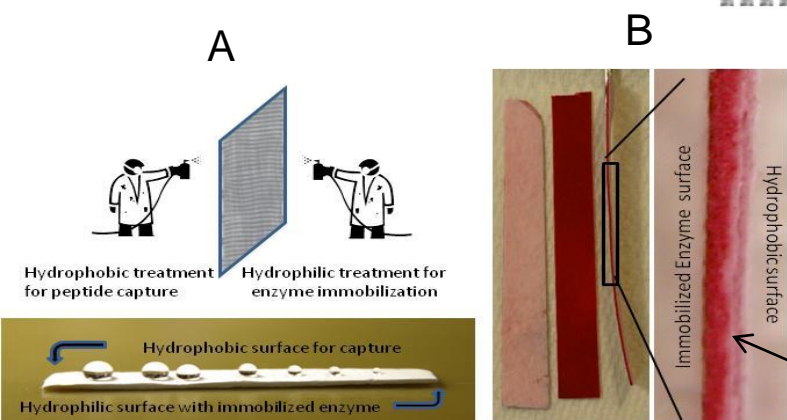 A
B
Hydrophobic treatment
for peptide capture
Hydrophilic treatment for
enzyme immobilization
Hydrophobic surface for capture
Hydrophilic surface with immobilized enzyme
Immobilized Enzyme surface
Hydrophobic surface